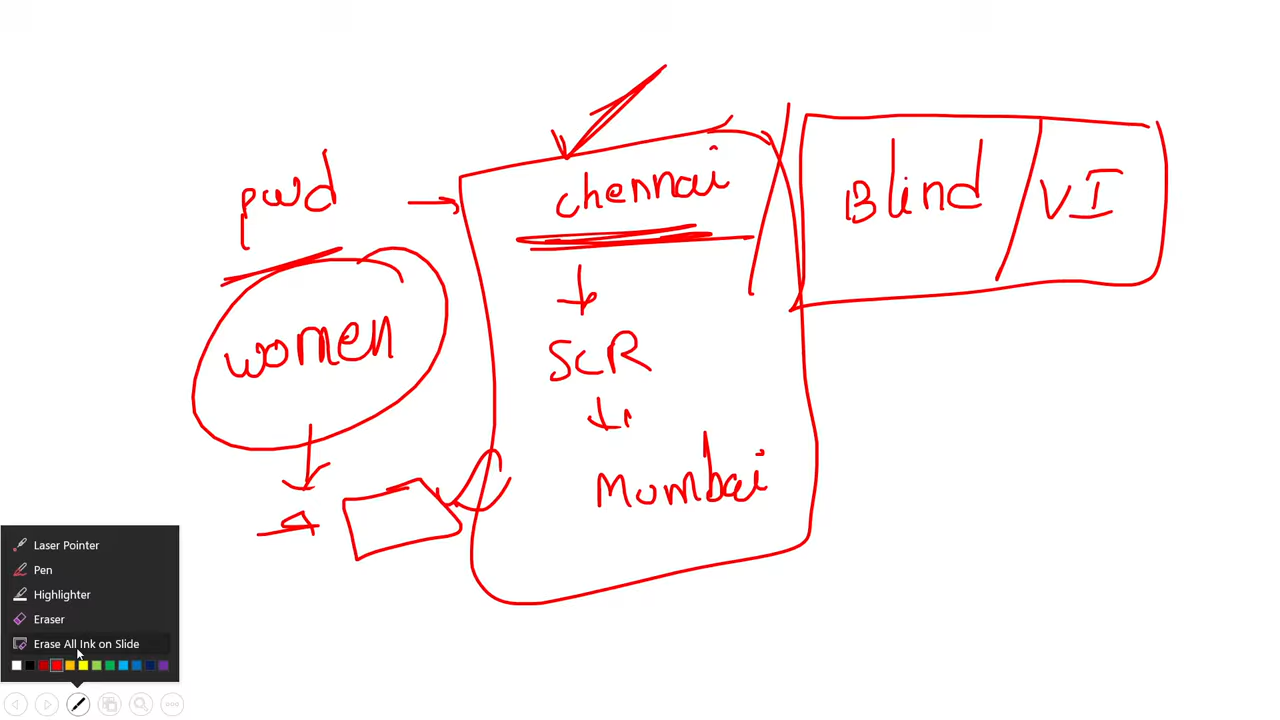 pwd
women
chennai
SCR
Mumbai
Blind
VI
Laser Pointer
Pen
Highlighter
Eraser
Erase All Ink on Slide